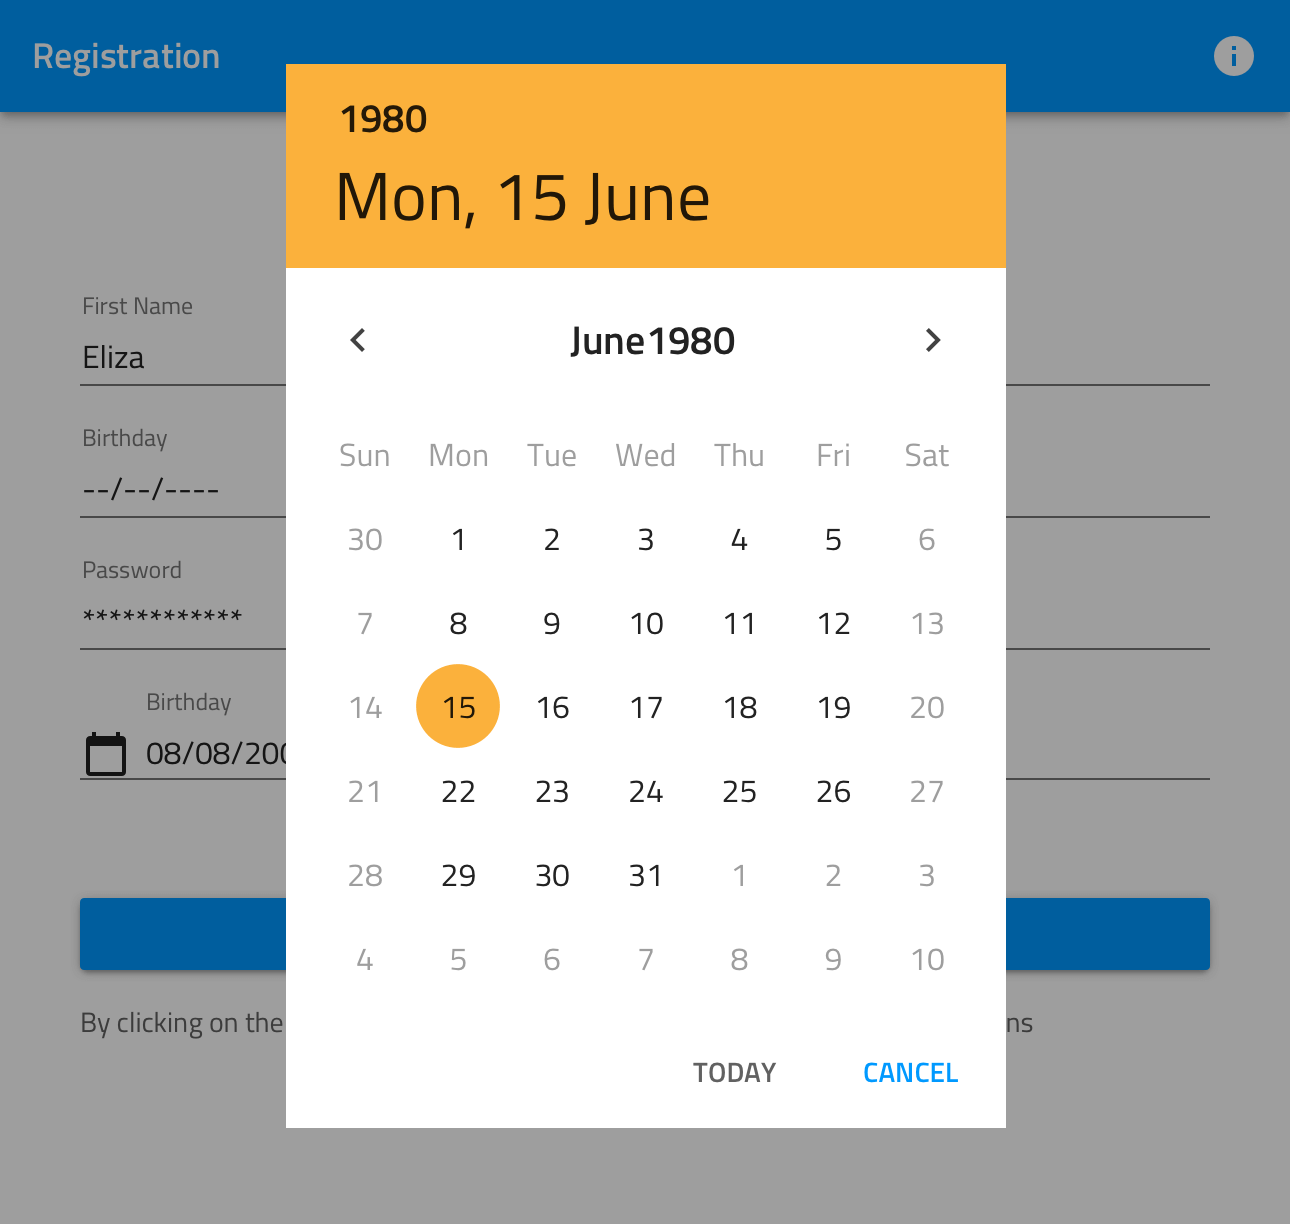 Registration
1980
Mon, 15 June
First Name
Eliza
Birthday
--/--/----
Password
************
Birthday
08/08/200
June1980
Sun Mon Tue Wed Thu Fri Sat
30 1 2 3 4 5 6
7 8 9 10 11 12 13
14 15 16 17 18 19 20
21 22 23 24 25 26 27
28 29 30 31 1 2 3
4 5 6 7 8 9 10
By clicking on the
TODAY CANCEL